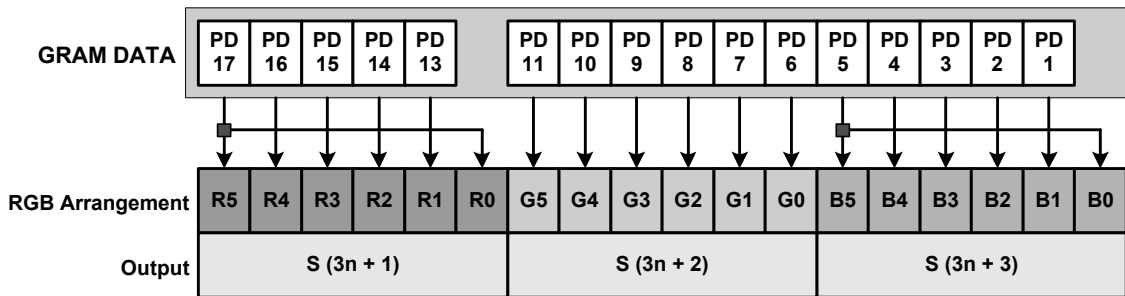 GRAM DATA
PD PD PD PD PD PD PD PD PD PD PD PD PD PD PD PD
17 16 15 14 13 11 10 9 8 7 6 5 4 3 2 1
RGB Arrangement R5 R4 R3 R2 R1 R0 G5 G4 G3 G2 G1 G0 B5 B4 B3 B2 B1 B0
Output S (3n + 1) S (3n + 2) S (3n + 3)